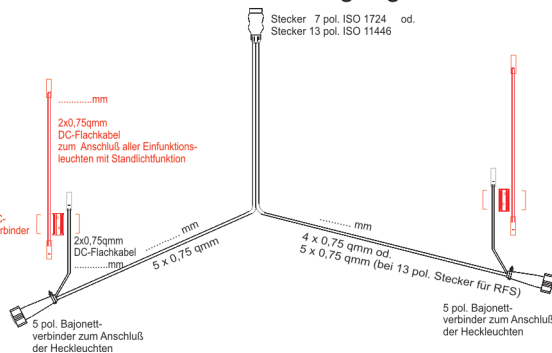 Stecker 7 pol. ISO 1724 od.
Stecker 13 pol. ISO 11446
.............mm
2x0,75qmm
DC-Flachkabel
zum Anschluß aller Einfunktions-
leuchten mit Standlichtfunktion
2x0,75qmm
DC-Flachkabel
............mm
............ mm
5 x 0,75 qmm
............ mm
4 x 0,75 qmm od.
5 x 0,75 qmm (bei 13 pol. Stecker für RFS)
5 pol. Bajonett-
verbinder zum Anschluß
der Heckleuchten
5 pol. Bajonett-
verbinder zum Anschluß
der Heckleuchten